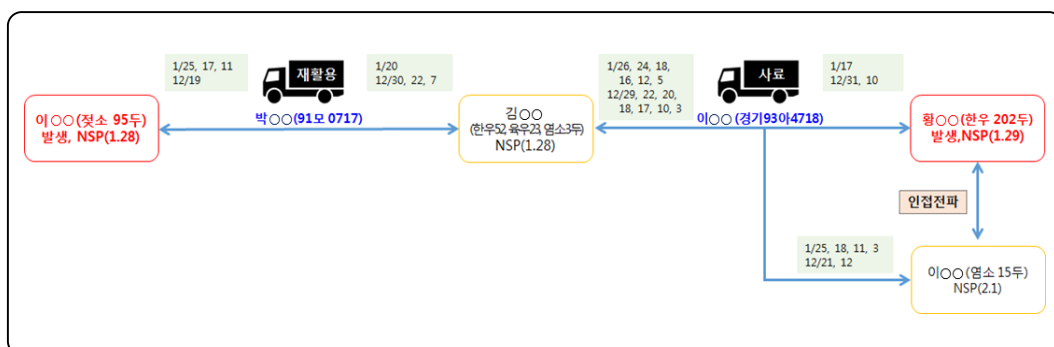 1/25, 17, 11
12/19
재활용
1/20
12/30, 22, 7
1/26, 24, 18,
16, 12, 5
12/29, 22, 20,
18, 17, 10, 3
사료
1/17
12/31, 10
이○○(젖소 95두)
발생, NSP(1.28)
박○○(91모 0717)
김○○
(한우52, 육우23, 염소3두)
NSP(1.28)
이○○(경기93아4718)
황○○(한우 202두)
발생,NSP(1.29)
인접전파
1/25, 18, 11, 3
12/21, 12
이○○(염소 15두)
NSP(2.1)